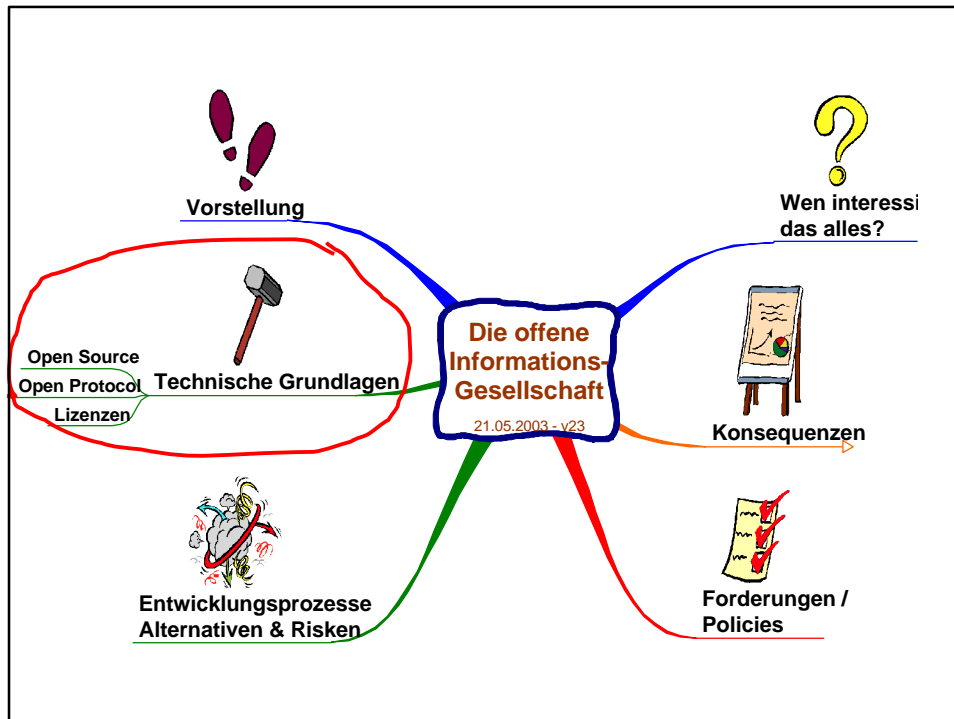 Vorstellung
Wen interessi
das alles?
Die offene
Informations-
Gesellschaft
21.05.2003 - v23
Open Source
Open Protocol
Lizenzen
Technische Grundlagen
Konsequenzen
Entwicklungsprozesse
Alternativen & Risken
Forderungen /
Policies